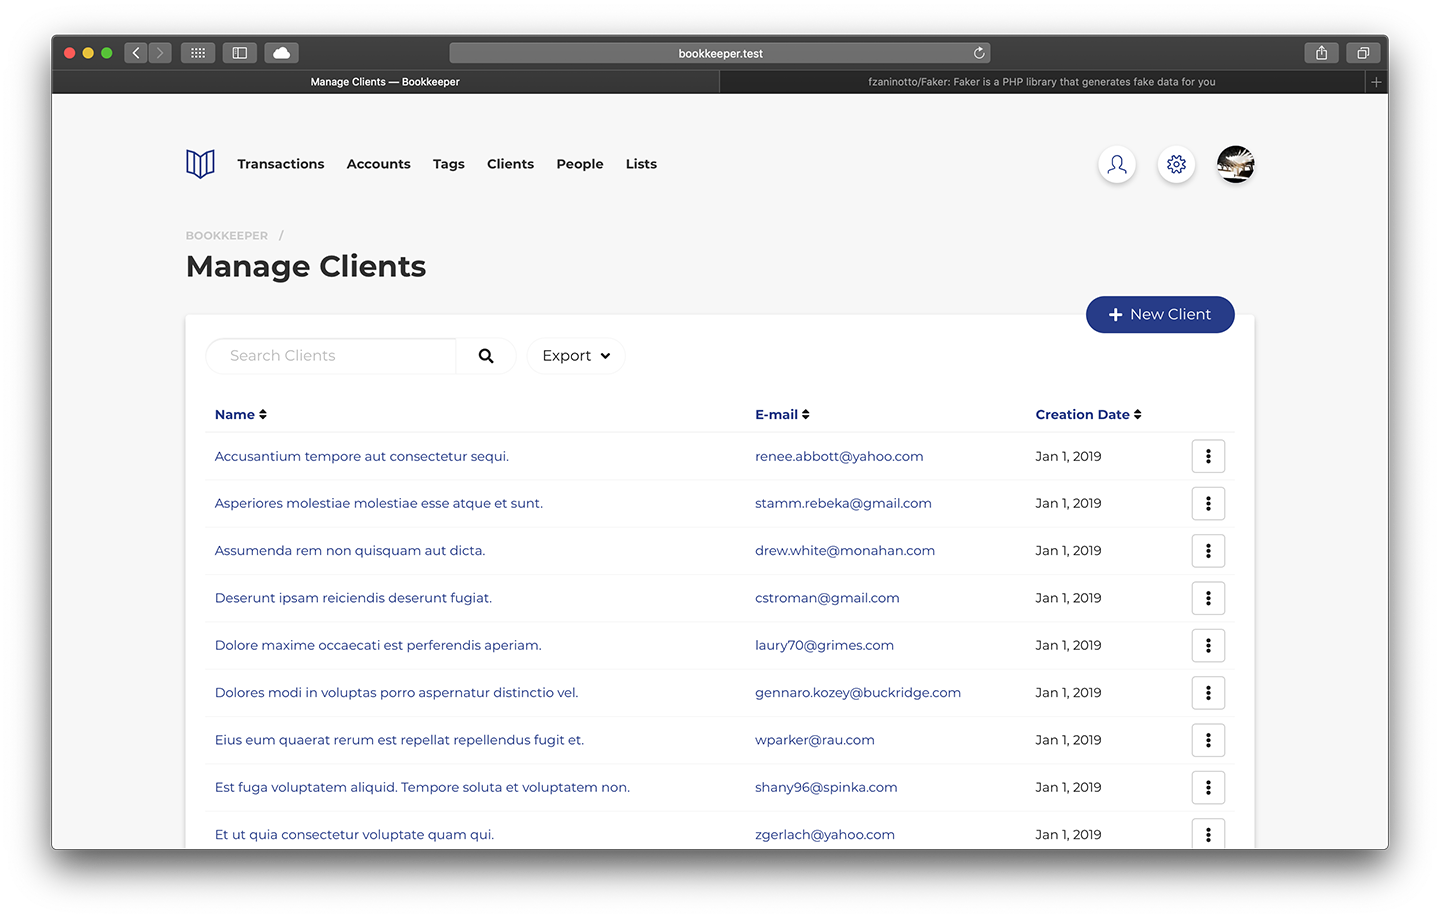 bookkeeper.test
Manage Clients — Bookkeeper
fzaninotto/Faker: Faker is a PHP library that generates fake data for you
Transactions Accounts Tags Clients People Lists
BOOKKEEPER /
Manage Clients
New Client
Search Clients
Export
Name E-mail Creation Date
Accusantium tempore aut consectetur sequi. renee.abbott@yahoo.com Jan 1, 2019
Asperiores molestiae molestiae esse atque et sunt. stamm.rebeka@gmail.com Jan 1, 2019
Assumenda rem non quisquam aut dicta. drew.white@monahan.com Jan 1, 2019
Deserunt ipsam reiciendis deserunt fugiat. cstroman@gmail.com Jan 1, 2019
Dolore maxime occaecati est perferendis aperiam. laury70@grimes.com Jan 1, 2019
Dolores modi in voluptas porro aspernatur distinctio vel. gennaro.kozey@buckridge.com Jan 1, 2019
Eius eum quaerat rerum est repellat repellendus fugit et. wparker@rau.com Jan 1, 2019
Est fuga voluptatem aliquid. Tempore soluta et voluptatem non. shany96@spinka.com Jan 1, 2019
Et ut quia consectetur voluptate quam qui. zgerlach@yahoo.com Jan 1, 2019